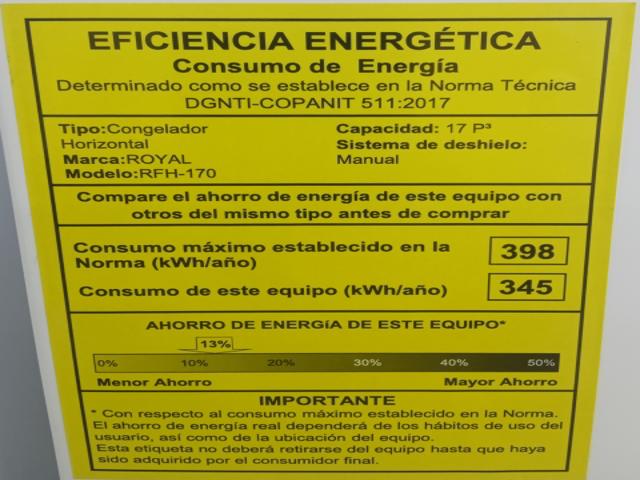 EFICIENCIA ENERGÉTICA
Consumo de Energía
Determinado como se establece en la Norma Técnica
DGNTI-COPANIT 511:2017
Tipo:Congelador
Horizontal
Marca:ROYAL
Modelo:RFH-170
Capacidad: 17 P³
Sistema de deshielo:
Manual
Compare el ahorro de energía de este equipo con
otros del mismo tipo antes de comprar
Consumo máximo establecido en la
Norma (kWh/año)
398
Consumo de este equipo (kWh/año)
345
AHORRO DE ENERGÍA DE ESTE EQUIPO*
13%
0% 10% 20% 30% 40% 50%
Menor Ahorro Mayor Ahorro
IMPORTANTE
* Con respecto al consumo máximo establecido en la Norma.
El ahorro de energía real dependerá de los hábitos de uso del
usuario, así como de la ubicación del equipo.
Esta etiqueta no deberá retirarse del equipo hasta que haya
sido adquirido por el consumidor final.